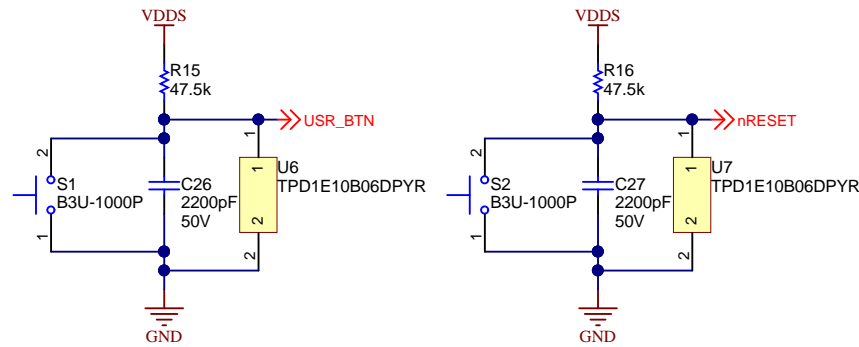 VDDS
R15
47.5k
USR_BTN
1
2
1
U6
TPD1E10B06DPYR
S1
B3U-1000P
C26
2200pF
50V
2
1
2
GND
VDDS
R16
47.5k
nRESET
1
2
1
U7
TPD1E10B06DPYR
S2
B3U-1000P
C27
2200pF
50V
2
1
2
GND